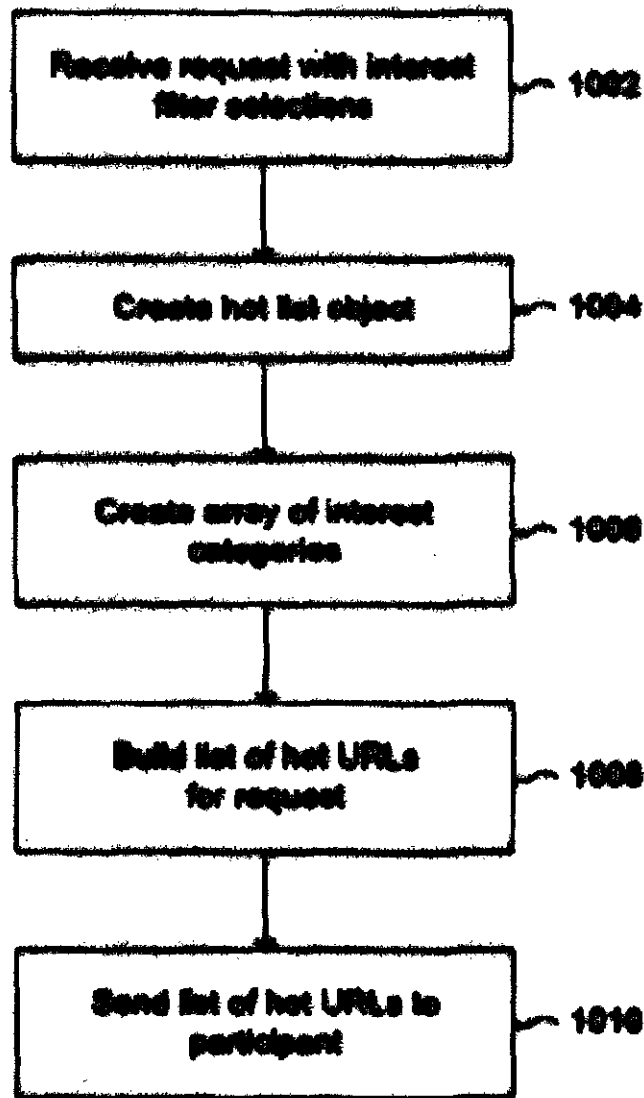 Receive request with interest
filter selections
1002
Create hot list object
1004
Create array of interest
categories
1006
Build list of hot URLs
for request
1008
Send list of hot URLs to
participant
1010